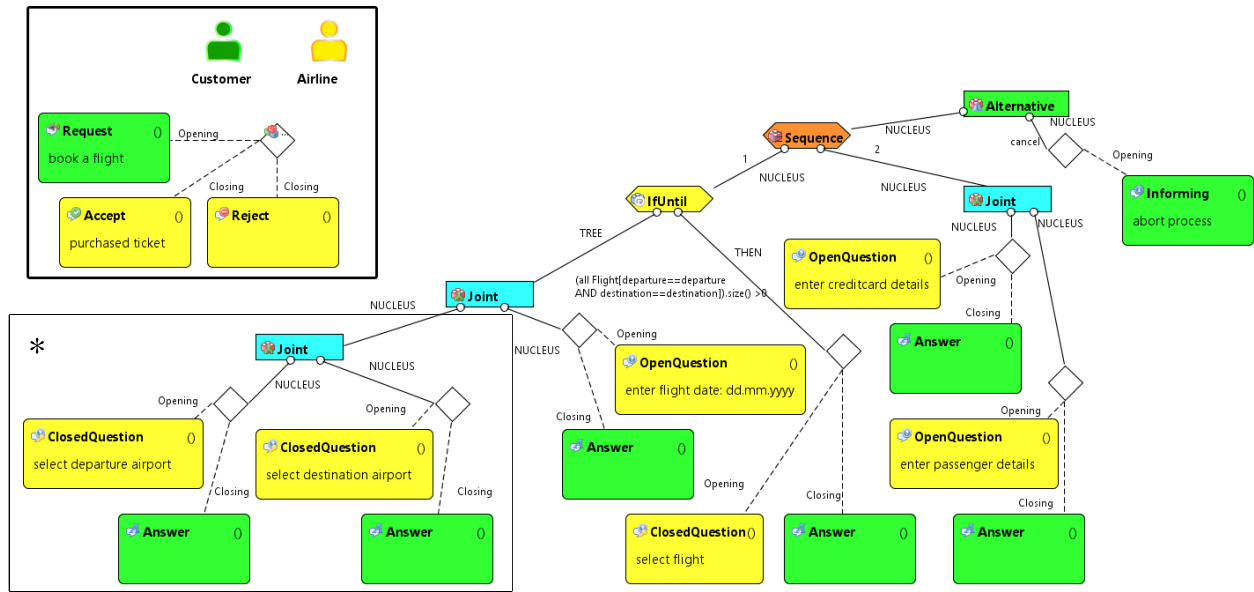 Customer
Airline
Request ()
book a flight
Opening
...
Closing
Closing
Accept ()
purchased ticket
Reject ()
Alternative
NUCLEUS
NUCLEUS
cancel
Opening
Informing ()
abort process
Sequence
1
NUCLEUS
2
NUCLEUS
IfUntil
TREE
THEN
(all Flight[departure==departure
AND destination==destination]).size() >0
Joint
NUCLEUS
NUCLEUS
OpenQuestion ()
enter creditcard details
Opening
Closing
Answer ()
OpenQuestion ()
enter passenger details
Opening
Closing
Answer ()
Joint
NUCLEUS
NUCLEUS
Opening
OpenQuestion ()
enter flight date: dd.mm.yyyy
Closing
Answer ()
Opening
ClosedQuestion ()
select flight
Closing
Answer ()
*
Joint
NUCLEUS
NUCLEUS
Opening
ClosedQuestion ()
select departure airport
Closing
Answer ()
Opening
ClosedQuestion ()
select destination airport
Closing
Answer ()